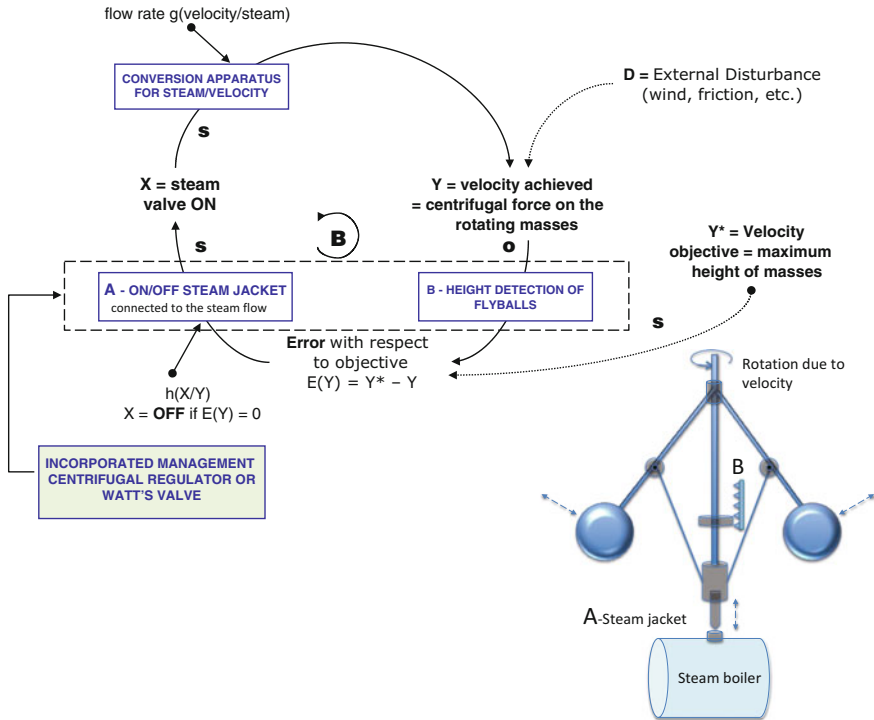 flow rate g(velocity/steam)
CONVERSION APPARATUS
FOR STEAM/VELOCITY
D = External Disturbance
(wind, friction, etc.)
s
X = steam
valve ON
Y = velocity achieved
= centrifugal force on the
rotating masses
s
B
o
Y* = Velocity
objective = maximum
height of masses
A - ON/OFF STEAM JACKET
connected to the steam flow
B - HEIGHT DETECTION OF
FLYBALLS
s
Error with respect
to objective
E(Y) = Y* – Y
h(X/Y)
X = OFF if E(Y) = 0
INCORPORATED MANAGEMENT
CENTRIFUGAL REGULATOR OR
WATT'S VALVE
Rotation due to
velocity
B
A-Steam jacket
Steam boiler